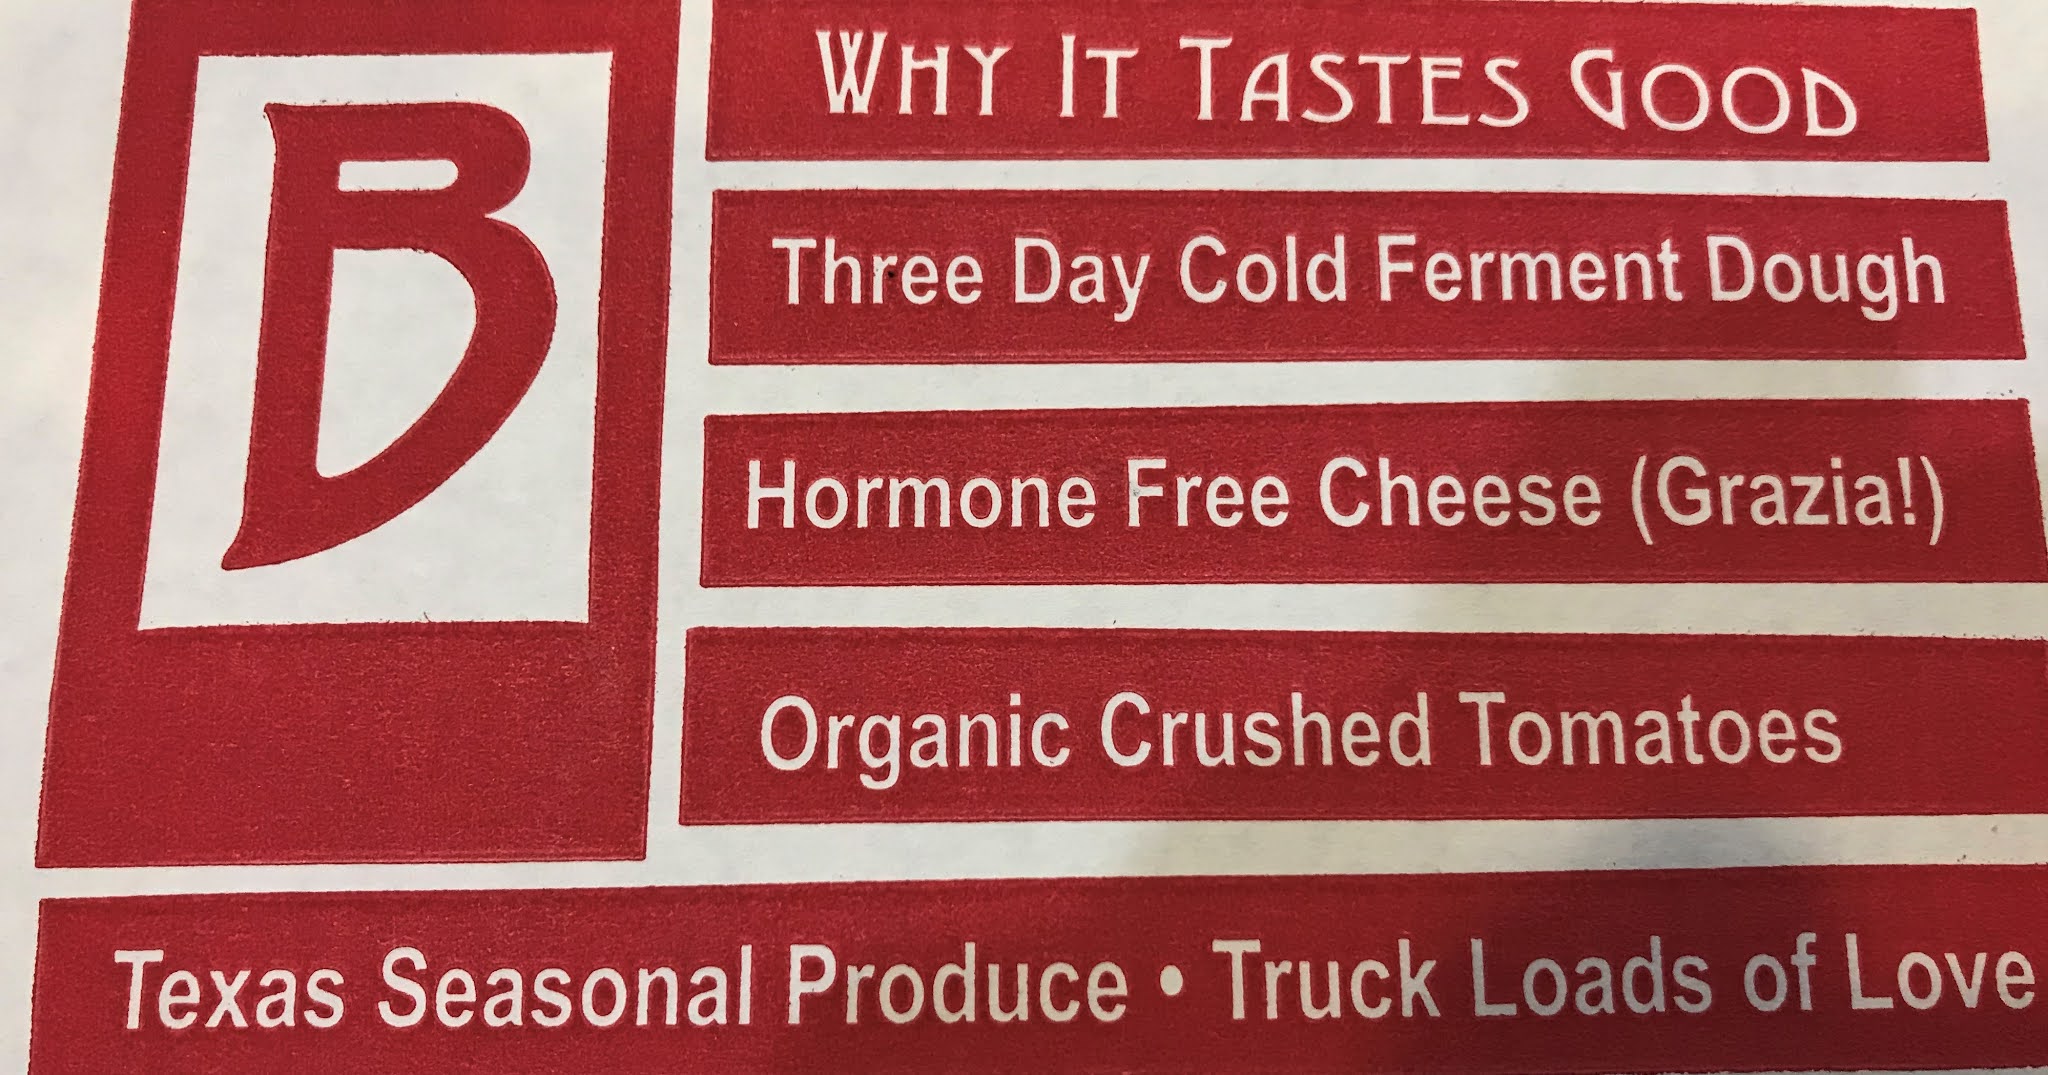 B
Why It Tastes Good
Three Day Cold Ferment Dough
Hormone Free Cheese (Grazia!)
Organic Crushed Tomatoes
Texas Seasonal Produce • Truck Loads of Love